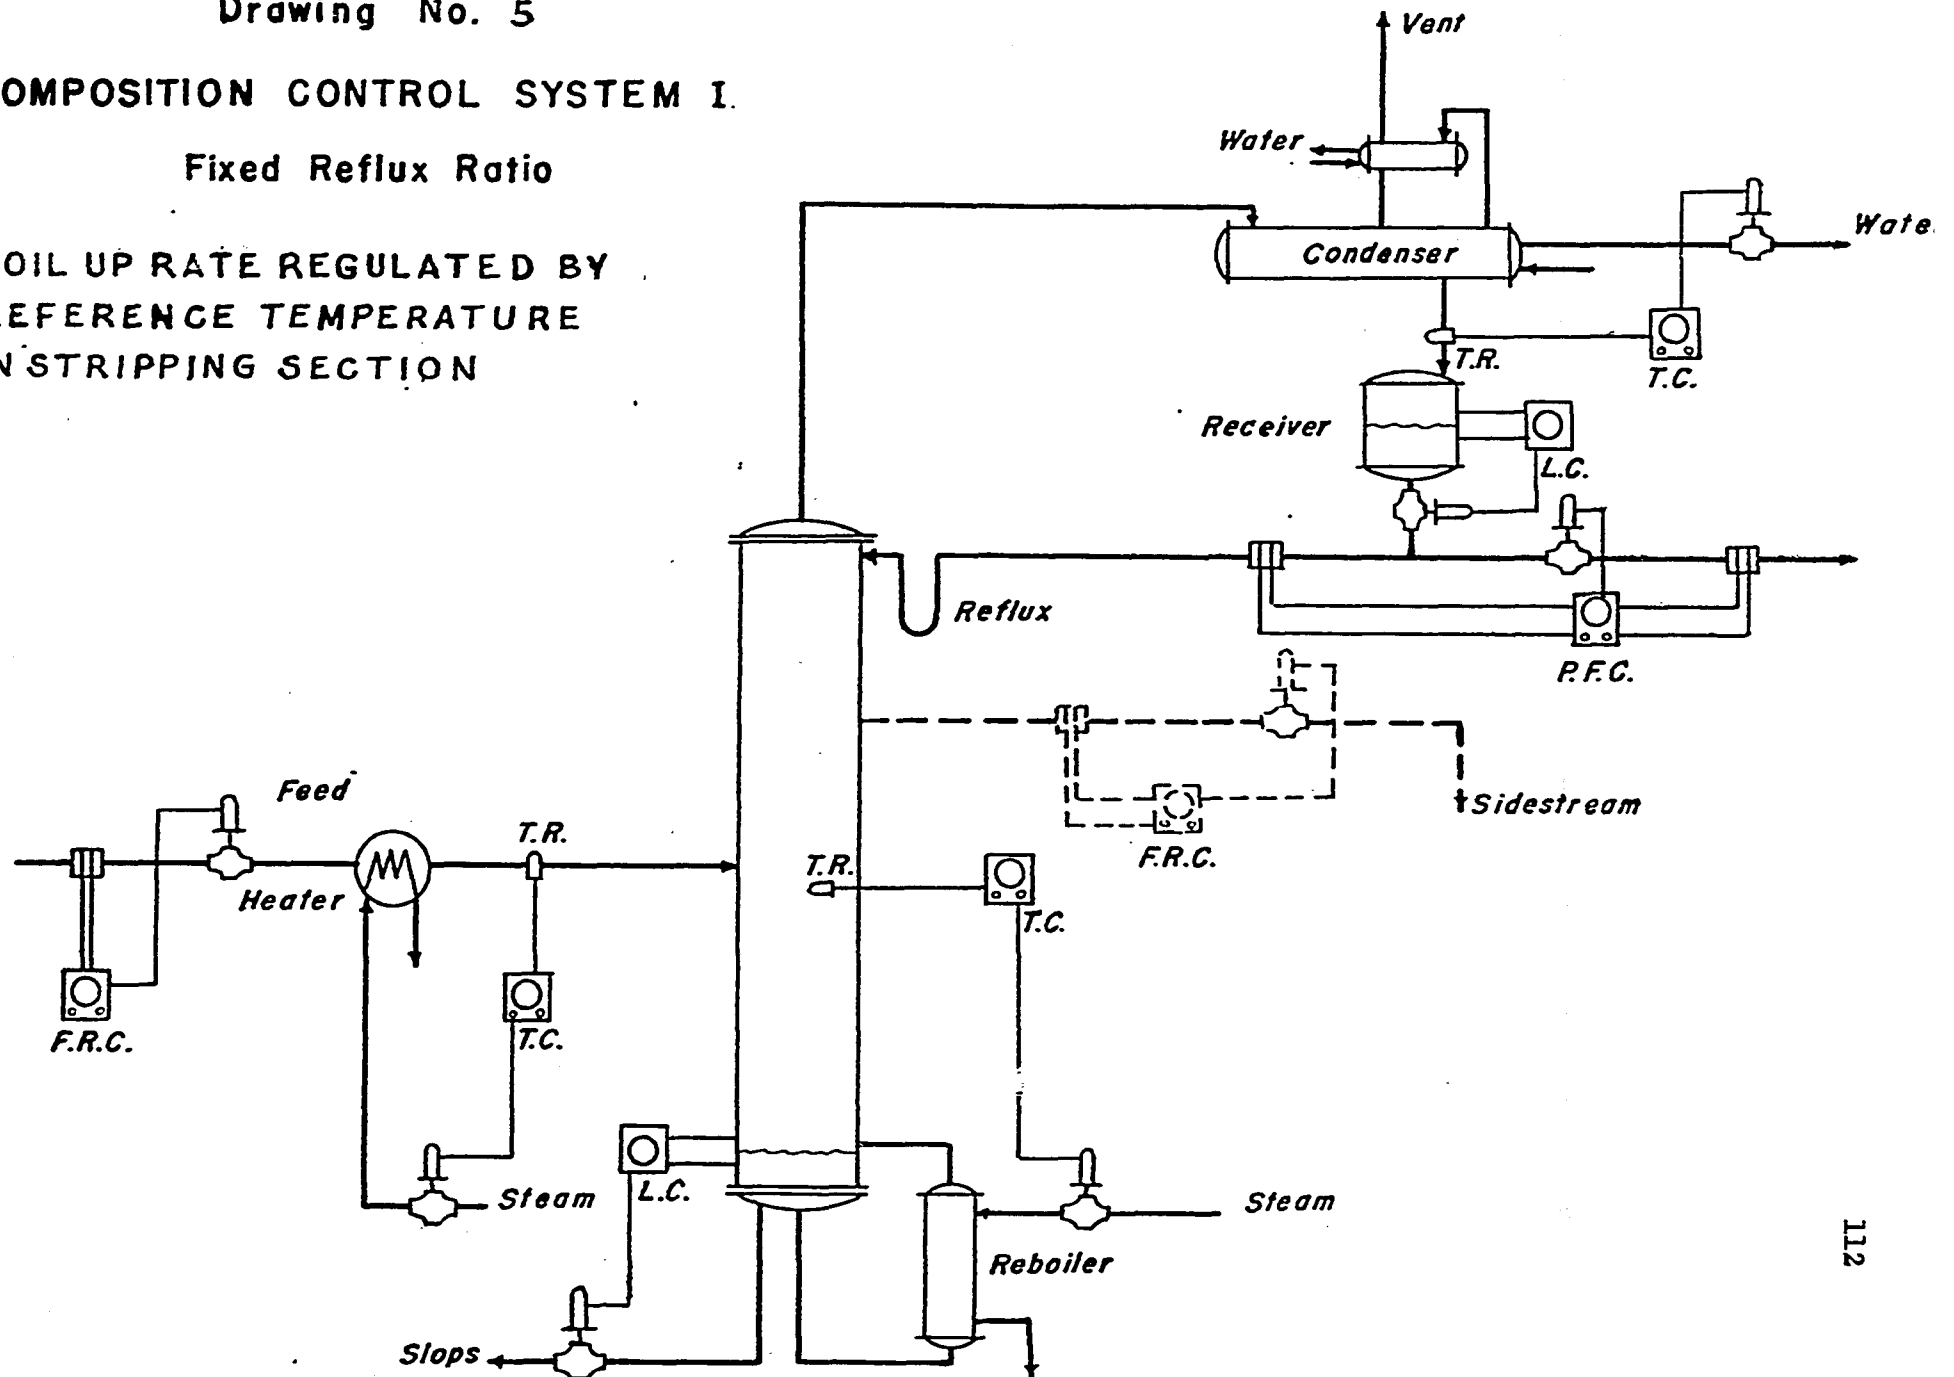 Drawing No. 5
OMPOSITION CONTROL SYSTEM I.
Fixed Reflux Ratio
OIL UP RATE REGULATED BY
EFERENCE TEMPERATURE
N STRIPPING SECTION
Vent
Water
Condenser
Wate
T.R.
T.C.
Receiver
L.C.
Reflux
P.F.C.
Sidestream
F.R.C.
Feed
T.R.
T.R.
Heater
T.C.
F.R.C.
T.C.
L.C.
Steam
Steam
Reboiler
Slops
112